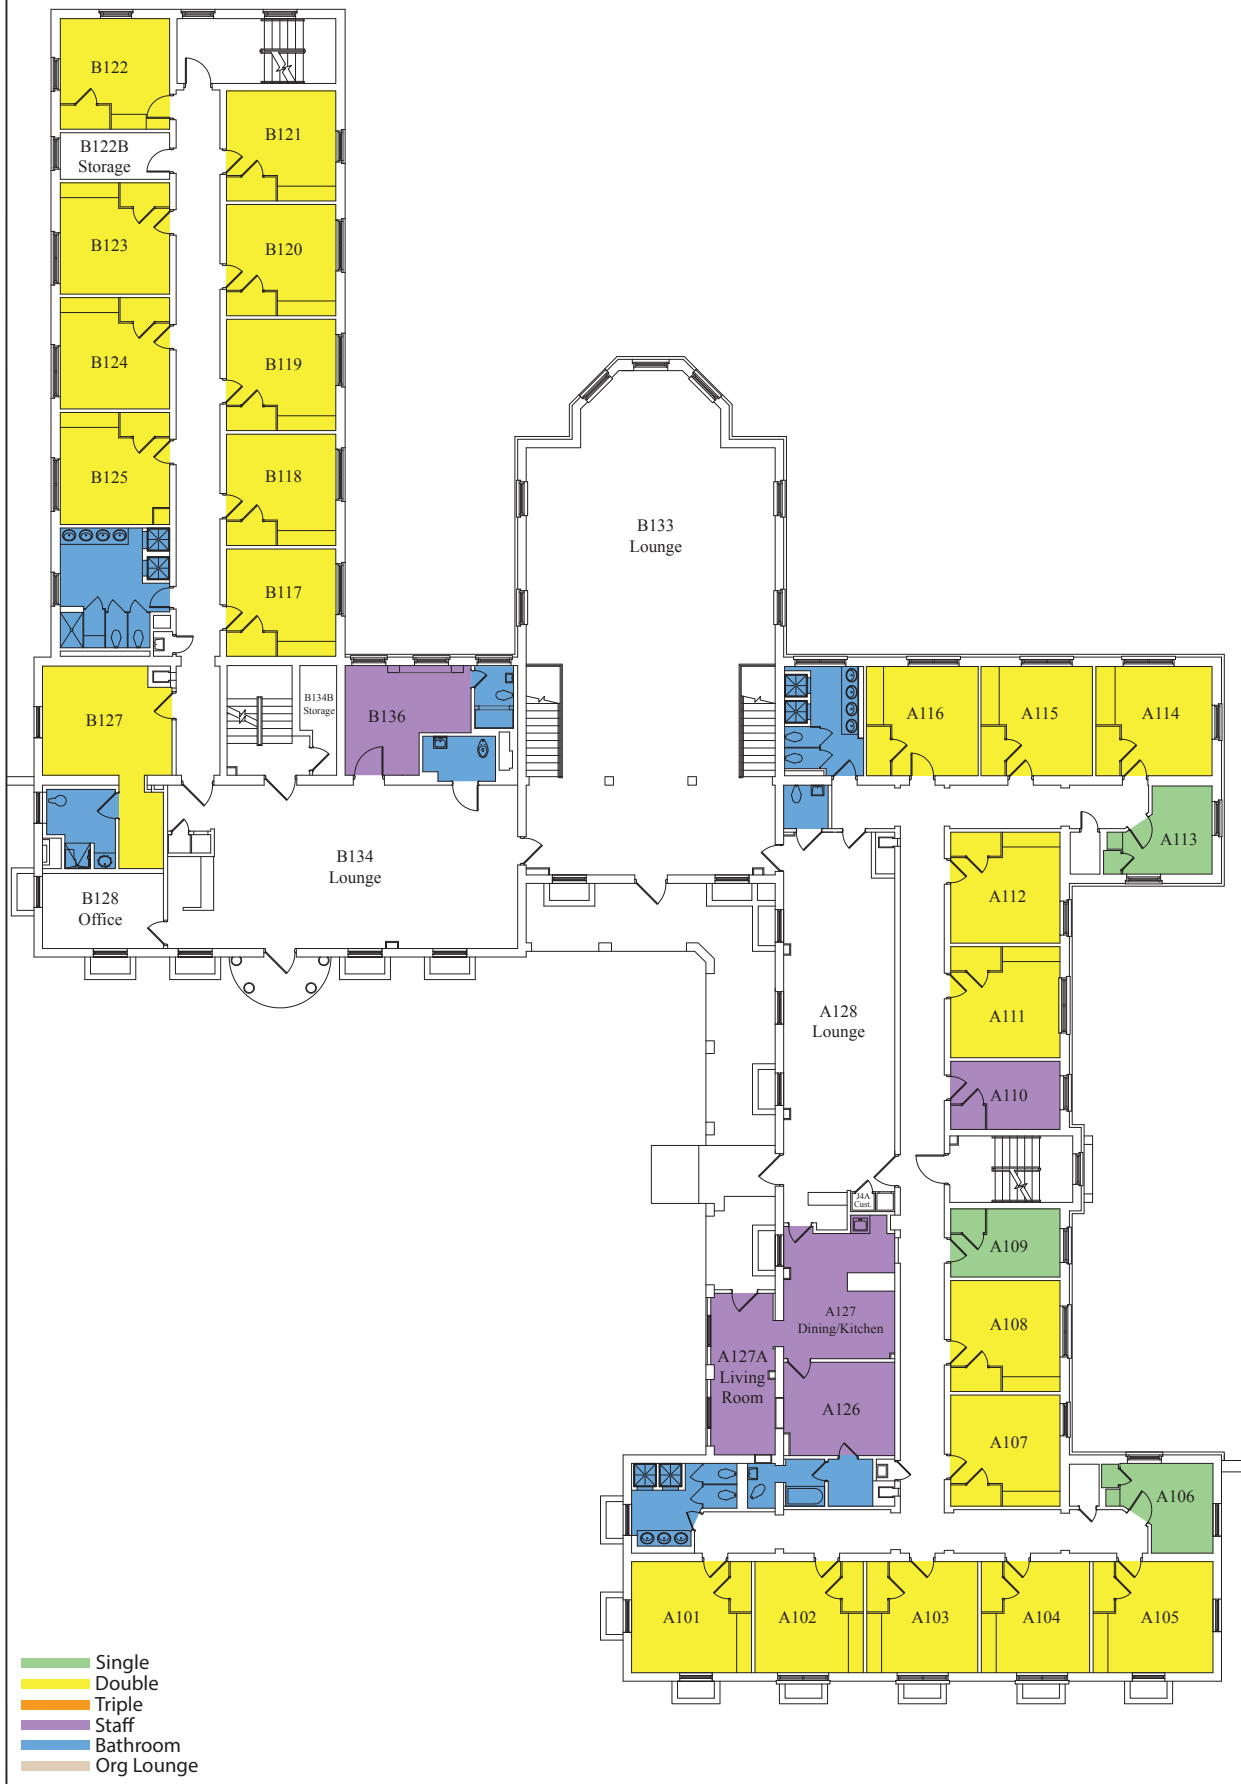 B122
B121
B122B
Storage
B123
B120
B124
B119
B125
B118
B133
Lounge
B117
B127
B134B
Storage
B136
A116
A115
A114
A113
B134
Lounge
B128
Office
A112
A111
A128
Lounge
A110
J4A
Cust.
A109
A127
Dining/Kitchen
A108
A127A
Living
Room
A126
A107
A106
A101
A102
A103
A104
A105
Single
Double
Triple
Staff
Bathroom
Org Lounge